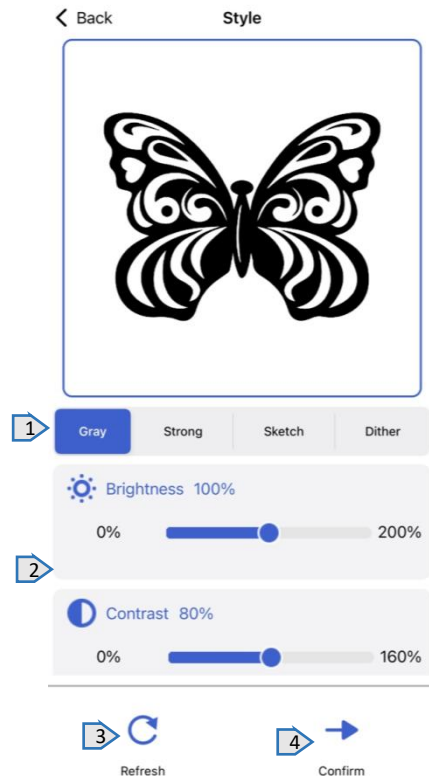 Back Style
1 Gray Strong Sketch Dither
Brightness 100%
0% 200%
2
Contrast 80%
0% 160%
3 4
Refresh Confirm